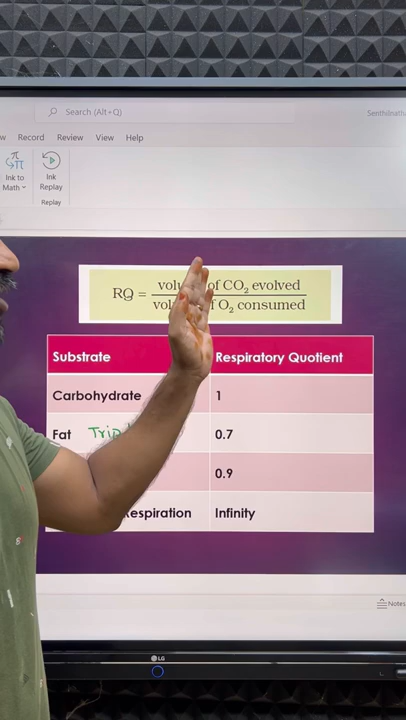 Search (Alt+Q)
w Record Review View Help
Ink to Math
Ink Replay
Replay
RQ = of CO2 evolved
of O2 consumed
Substrate Respiratory Quotient
Carbohydrate 1
Fat 0.7
0.9
Respiration Infinity
Notes
LG